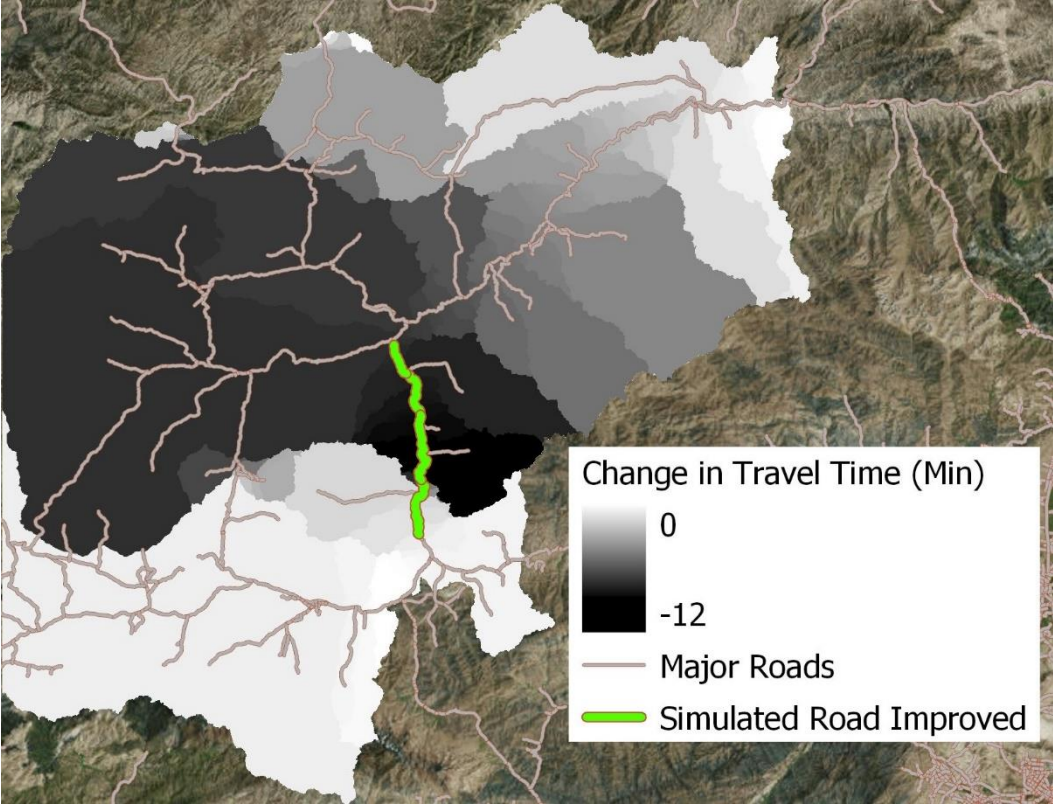 Change in Travel Time (Min)
0
-12
Major Roads
Simulated Road Improved